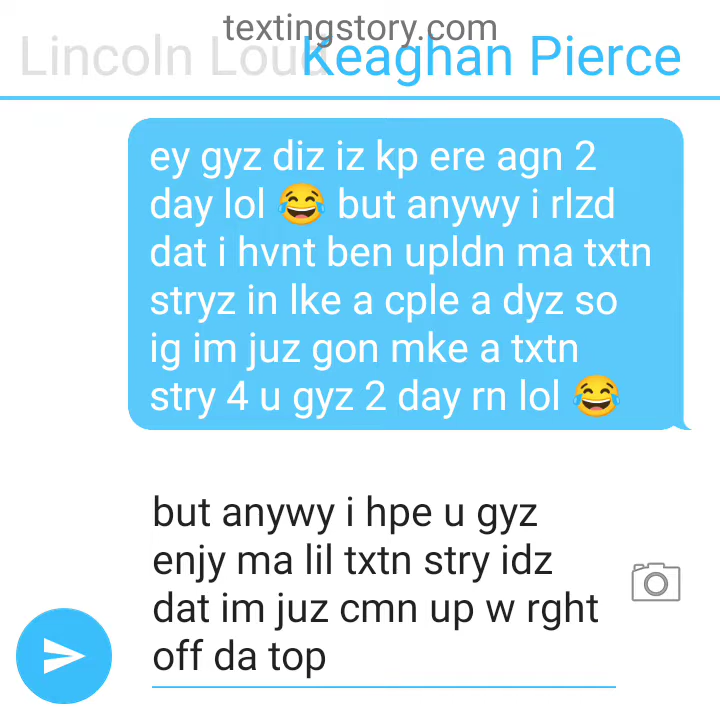 textingstory.com
Lincoln Loud
Keaghan Pierce
ey gyz diz iz kp ere agn 2
day lol 😂 but anywy i rlzd
dat i hvnt ben upldn ma txtn
stryz in lke a cple a dyz so
ig im juz gon mke a txtn
stry 4 u gyz 2 day rn lol 😂
but anywy i hpe u gyz
enjy ma lil txtn stry idz
dat im juz cmn up w rght
off da top